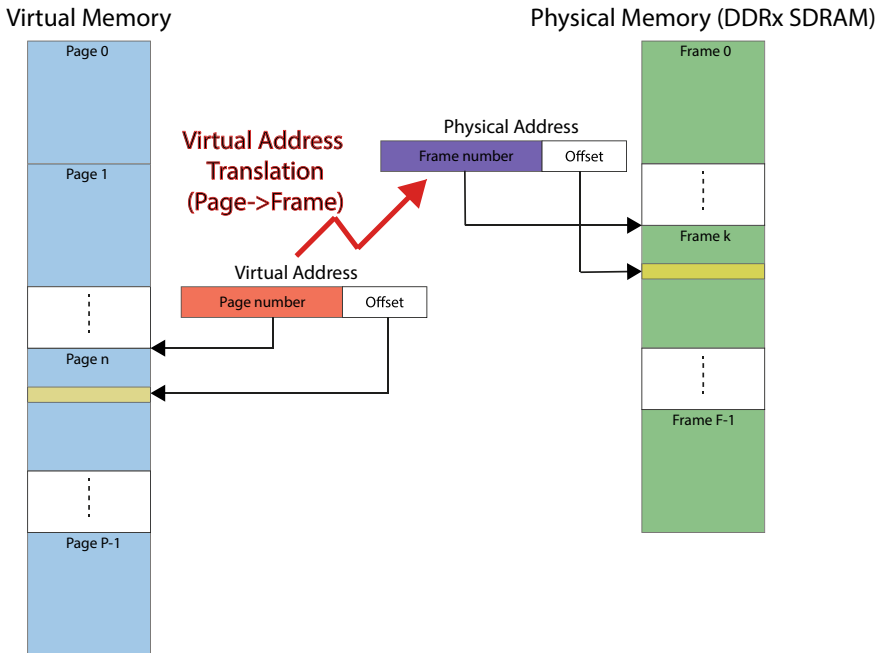 Virtual Memory
Physical Memory (DDRx SDRAM)
Page 0
Page 1
Page n
Page P-1
Virtual Address
Translation
(Page->Frame)
Virtual Address
Page number
Offset
Physical Address
Frame number
Offset
Frame 0
Frame k
Frame F-1